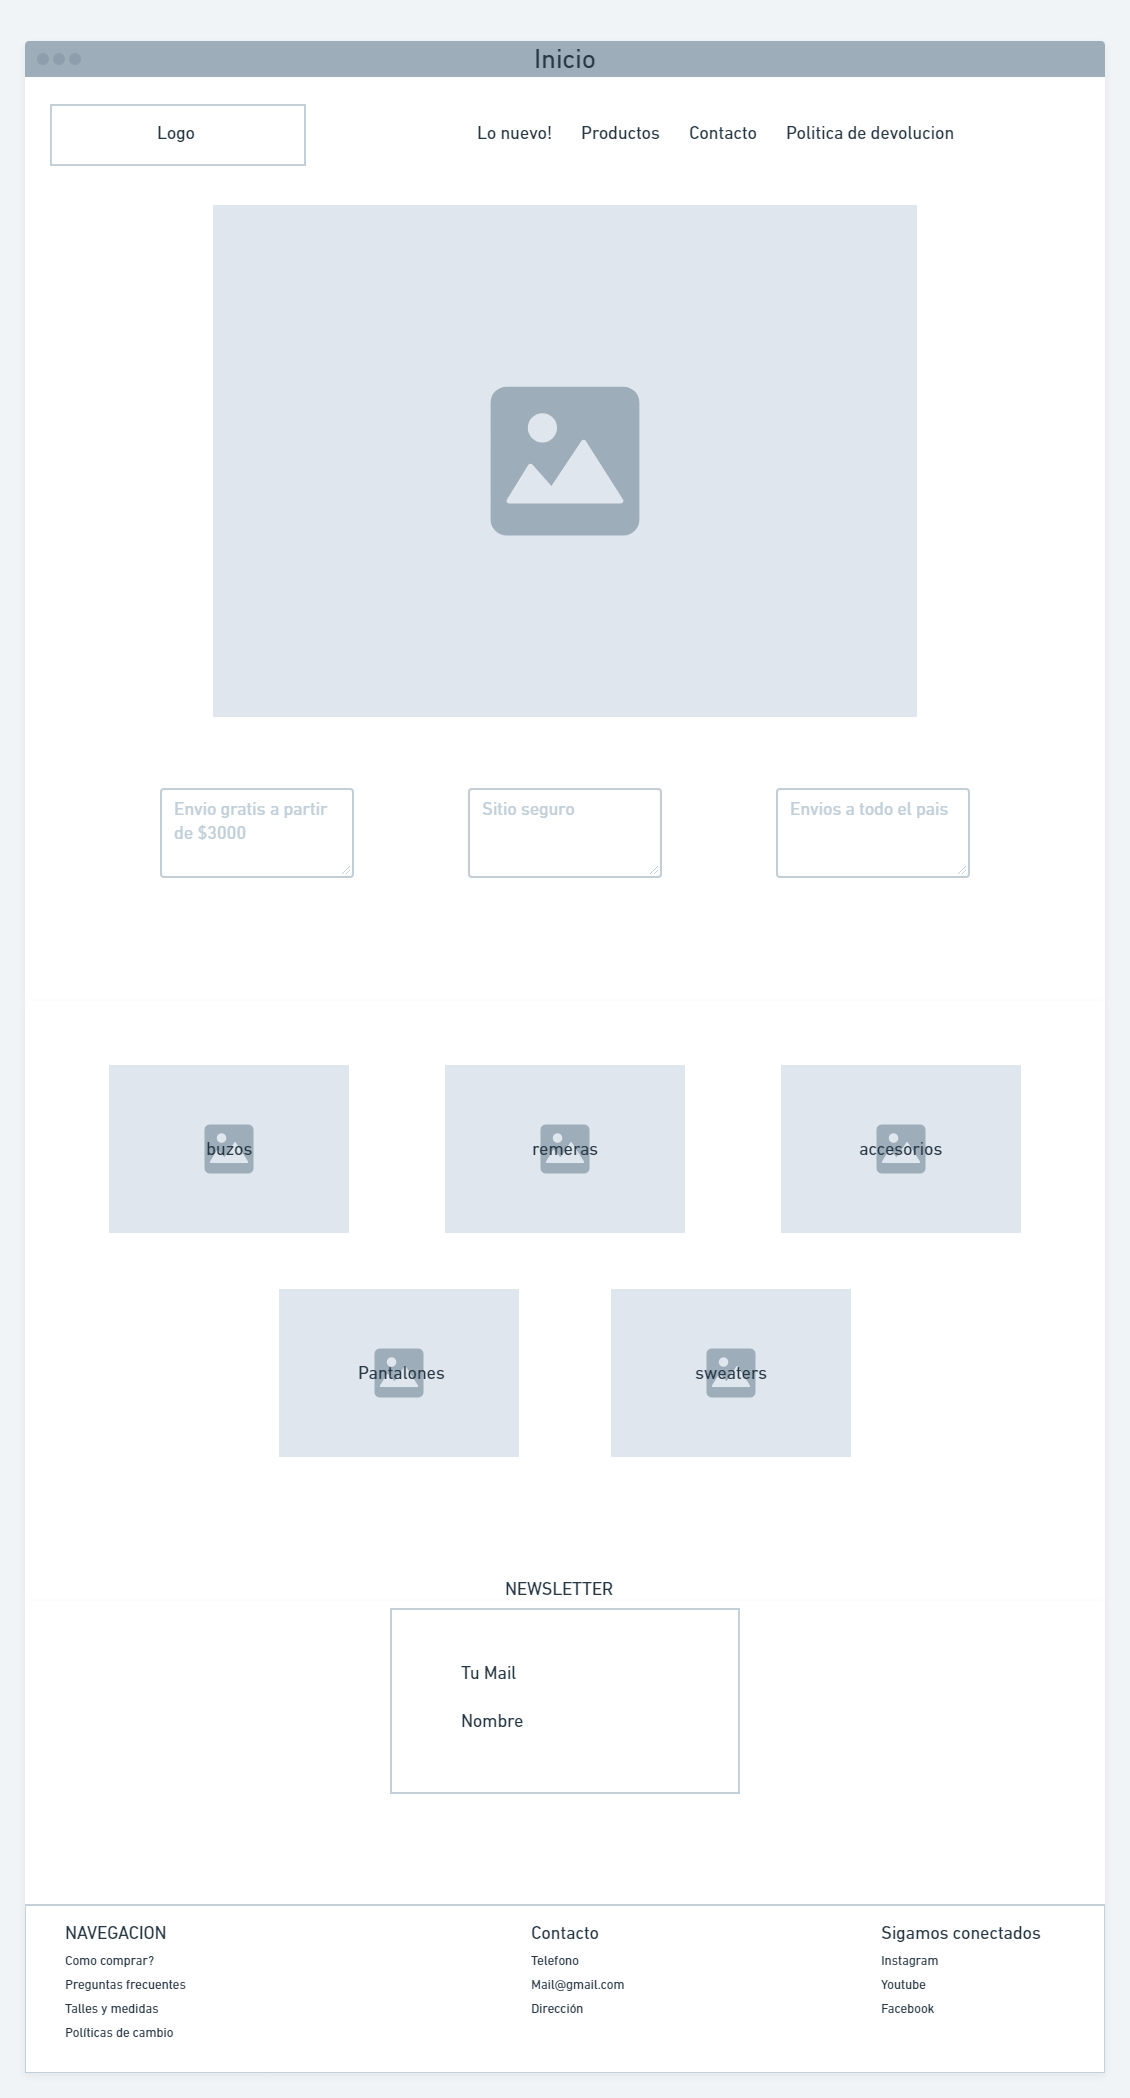 Inicio
Logo
Lo nuevo! Productos Contacto Politica de devolucion
Envio gratis a partir
de $3000
Sitio seguro
Envios a todo el pais
buzos
remeras
accesorios
Pantalones
sweaters
NEWSLETTER
Tu Mail
Nombre
NAVEGACION
Como comprar?
Preguntas frecuentes
Talles y medidas
Políticas de cambio
Contacto
Telefono
Mail@gmail.com
Dirección
Sigamos conectados
Instagram
Youtube
Facebook